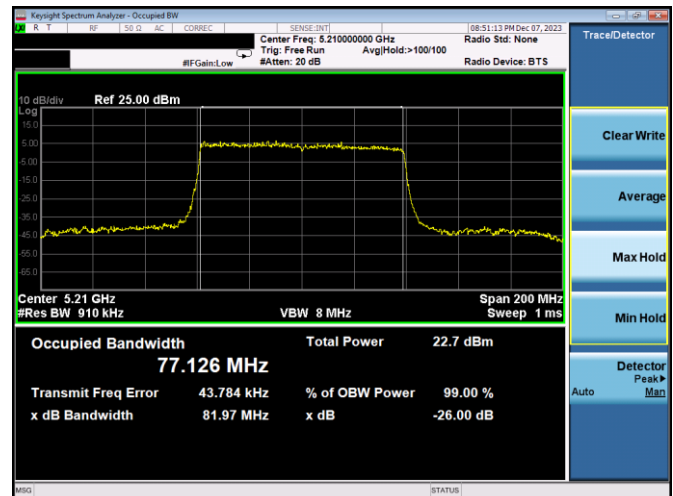 Keysight Spectrum Analyzer - Occupied BW
R T RF 50 Ω AC CORREC SENSE:INT 08:51:13 PM Dec 07, 2023
Center Freq: 5.210000000 GHz Radio Std: None
Trig: Free Run Avg|Hold:>100/100
#IFGain:Low #Atten: 20 dB Radio Device: BTS
Trace/Detector
10 dB/div Ref 25.00 dBm
Log
15.0
5.00
-5.00
-15.0
-25.0
-35.0
-45.0
-55.0
-65.0
Center 5.21 GHz Span 200 MHz
#Res BW 910 kHz VBW 8 MHz Sweep 1 ms
Occupied Bandwidth Total Power 22.7 dBm
77.126 MHz
Transmit Freq Error 43.784 kHz % of OBW Power 99.00 %
x dB Bandwidth 81.97 MHz x dB -26.00 dB
Clear Write
Average
Max Hold
Min Hold
Detector
Peak▶
Auto Man
MSG STATUS